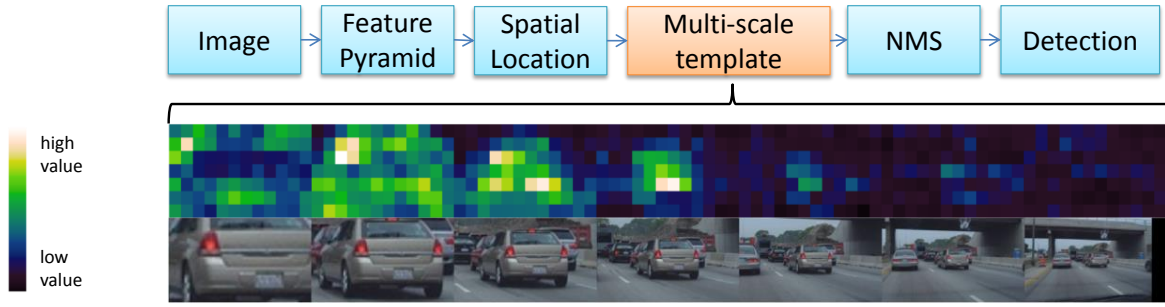 Image
Feature
Pyramid
Spatial
Location
Multi-scale
template
NMS
Detection
high
value
low
value